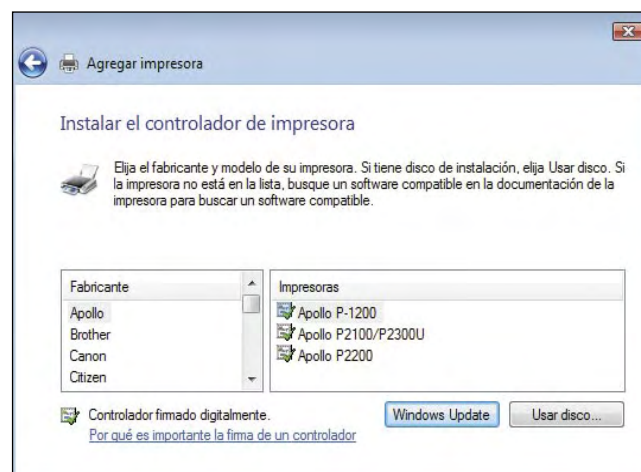 Agregar impresora
Instalar el controlador de impresora
Elija el fabricante y modelo de su impresora. Si tiene disco de instalación, elija Usar disco. Si
la impresora no está en la lista, busque un software compatible en la documentación de la
impresora para buscar un software compatible.
Fabricante
Apollo
Brother
Canon
Citizen
Impresoras
Apollo P-1200
Apollo P2100/P2300U
Apollo P2200
Controlador firmado digitalmente.
Por qué es importante la firma de un controlador
Windows Update
Usar disco...